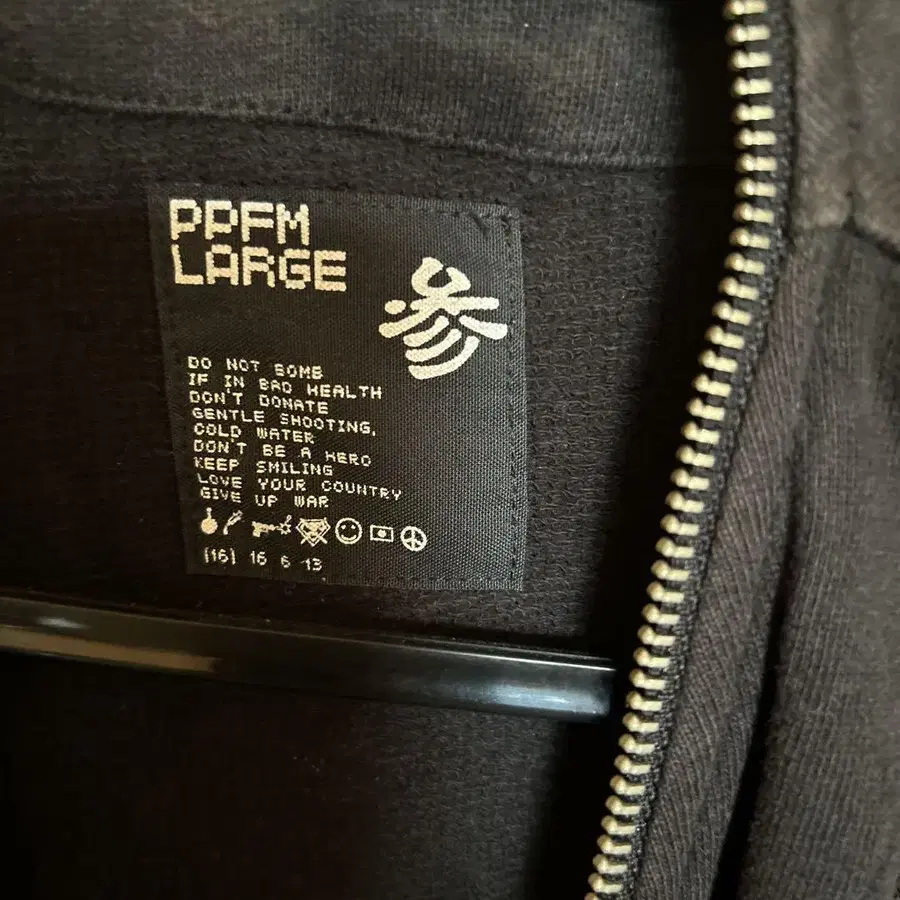 PPFM
LARGE
参
DO NOT BOMB
IF IN BAD HEALTH
DON'T DONATE
GENTLE SHOOTING,
COLD WATER
DON'T BE A HERO
KEEP SMILING
LOVE YOUR COUNTRY
GIVE UP WAR
(16) 16 6 13